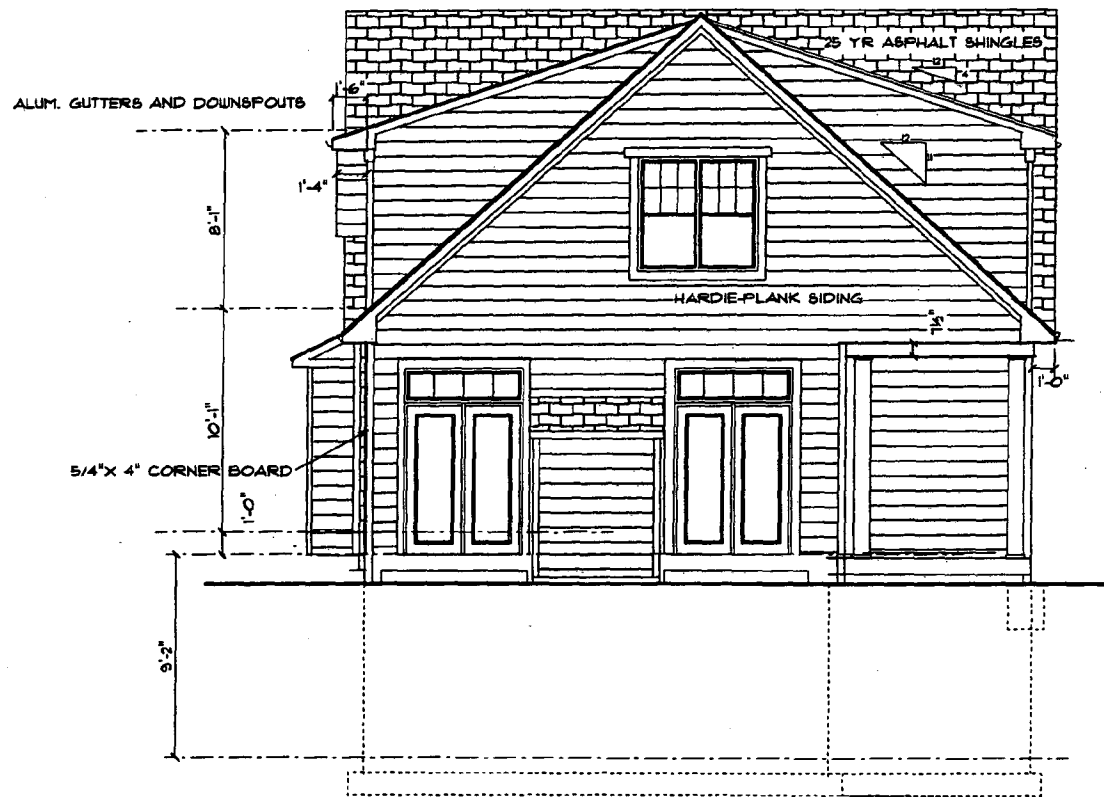 25 YR ASPHALT SHINGLES
12
4
1'-6"
ALUM. GUTTERS AND DOWNSPOUTS
12
11
1'-4"
8'-1"
HARDIE-PLANK SIDING
1'-0"
10'-1"
5/4"X 4" CORNER BOARD
1'-0"
9'-2"